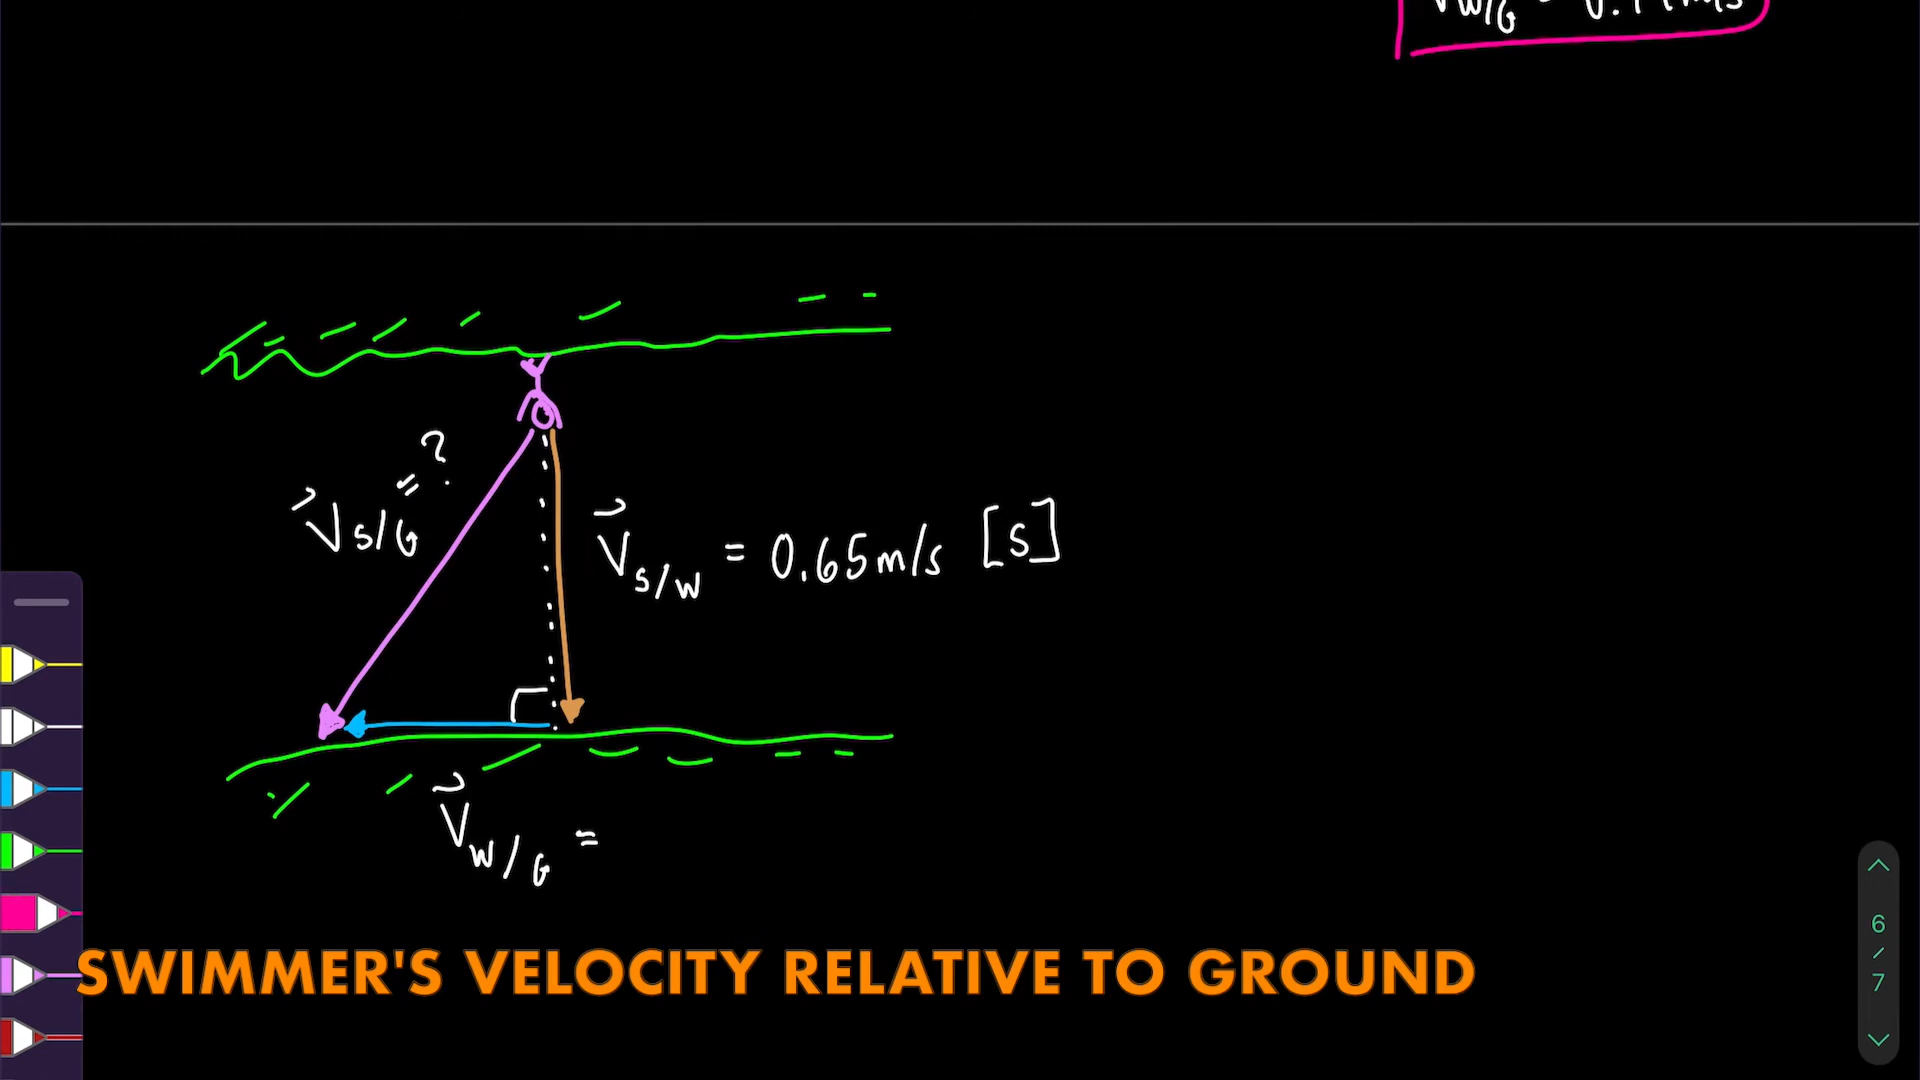 V⃗ S/G = ?
V⃗ S/W = 0.65 m/s [S]
V⃗ W/G =
SWIMMER'S VELOCITY RELATIVE TO GROUND
6
/
7